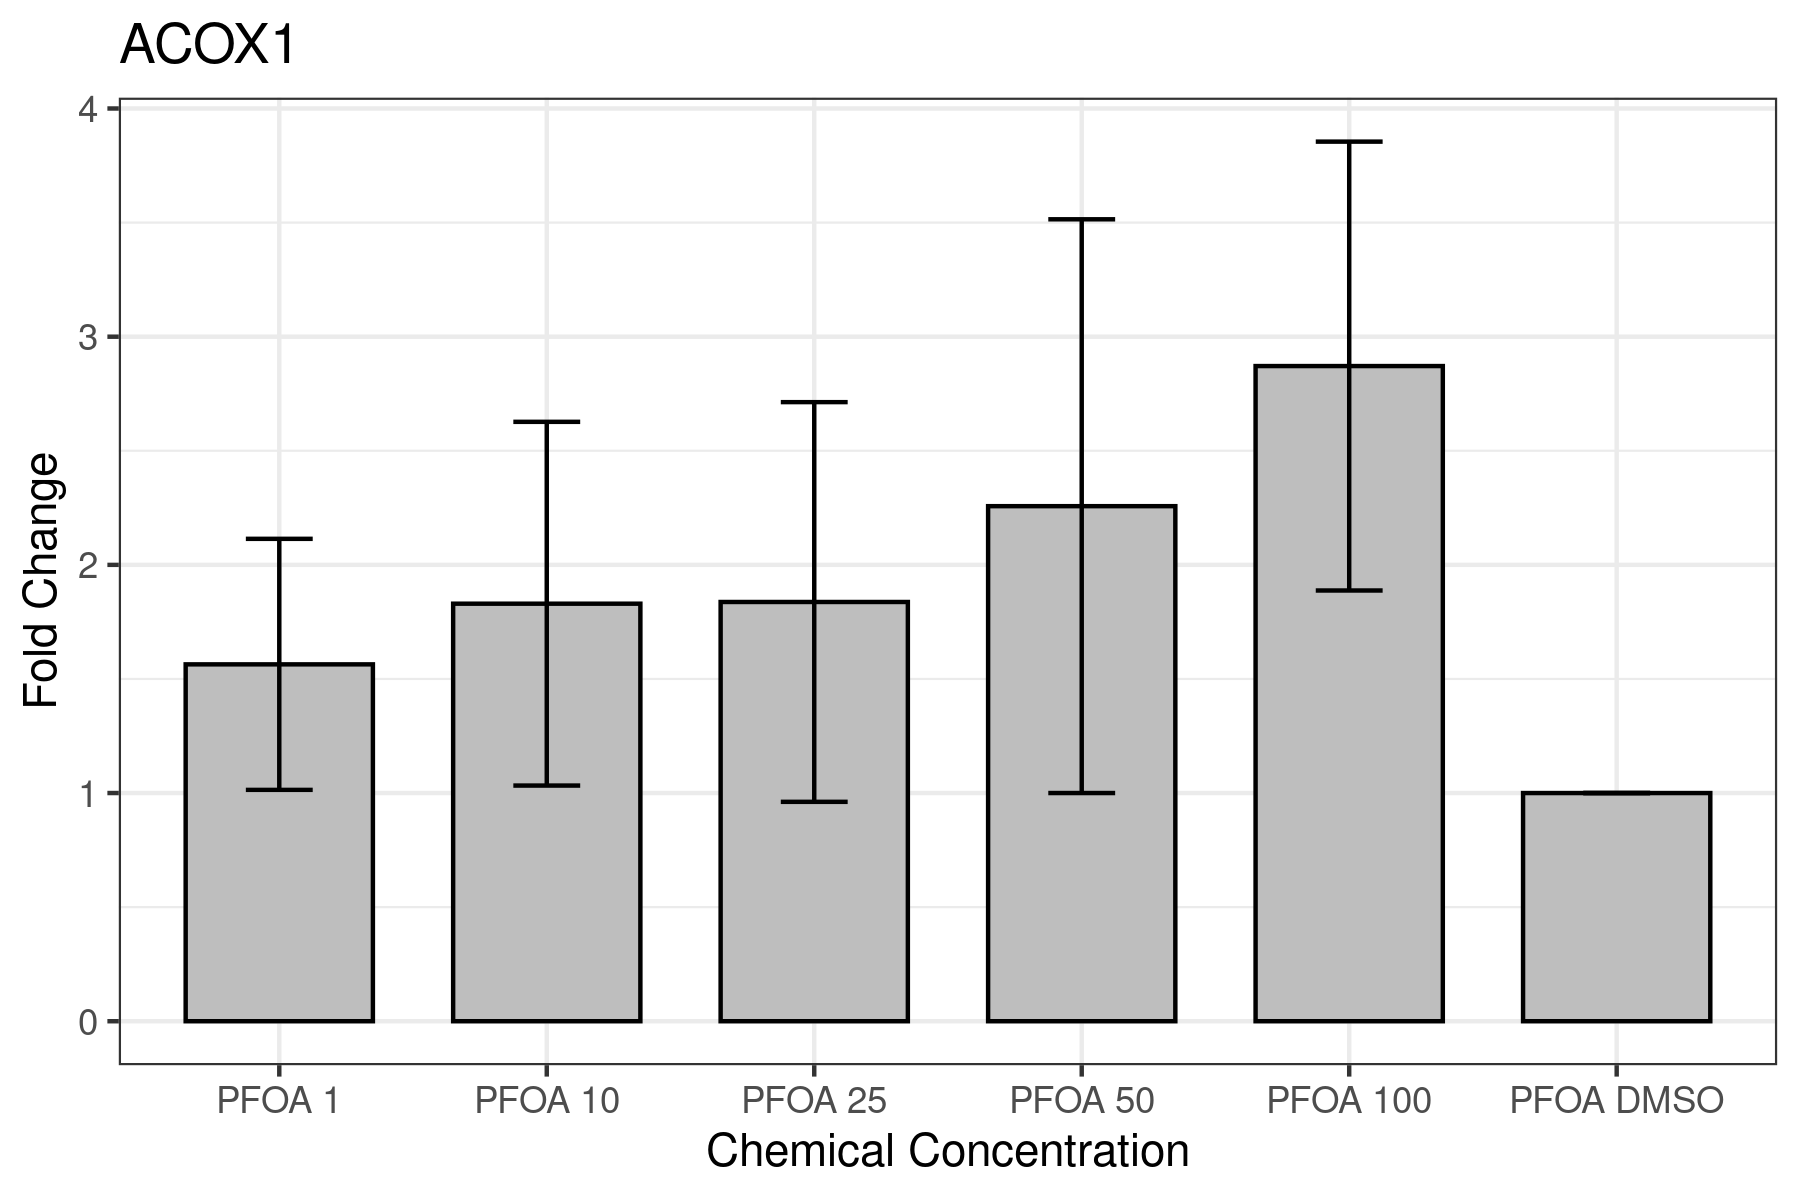 ACOX1
Fold Change
4
3
2
1
0
PFOA 1 PFOA 10 PFOA 25 PFOA 50 PFOA 100 PFOA DMSO
Chemical Concentration